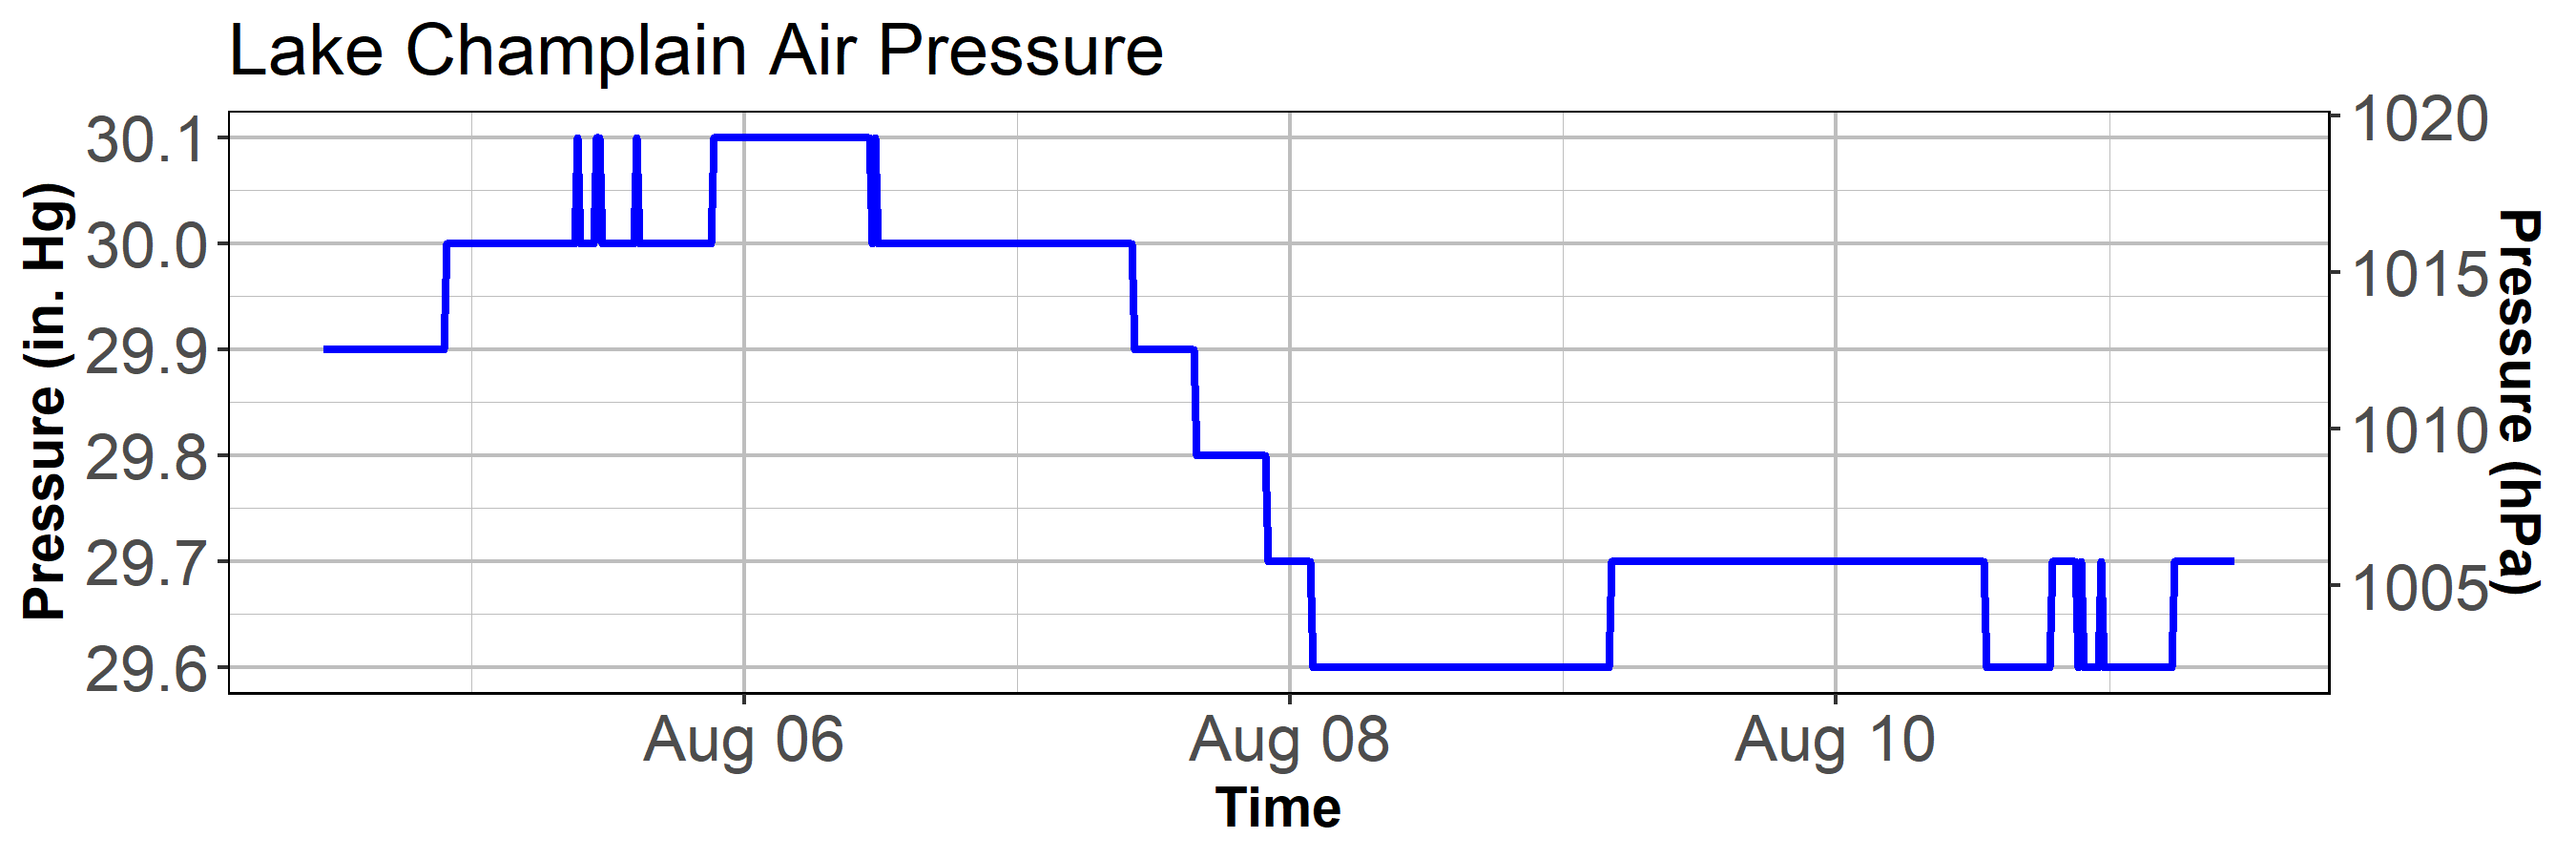 Lake Champlain Air Pressure
Pressure (in. Hg)
30.1
30.0
29.9
29.8
29.7
29.6
1020
1015
1010
1005
Pressure (hPa)
Aug 06
Aug 08
Aug 10
Time